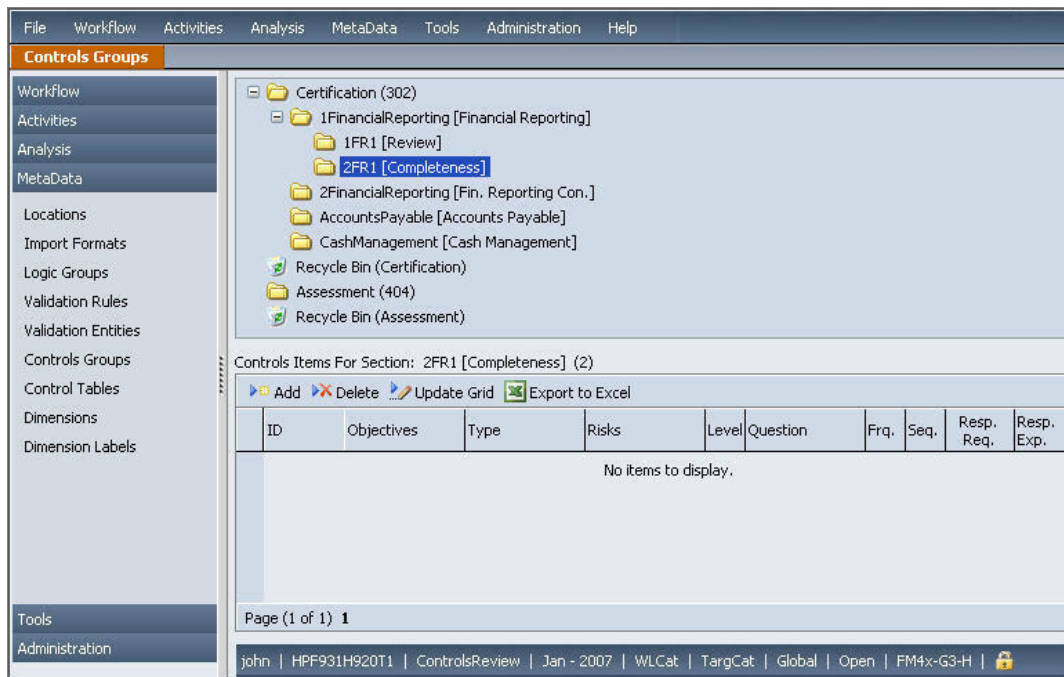 File Workflow Activities Analysis MetaData Tools Administration Help
Controls Groups
Workflow
Activities
Analysis
MetaData
Locations
Import Formats
Logic Groups
Validation Rules
Validation Entities
Controls Groups
Control Tables
Dimensions
Dimension Labels
Tools
Administration
Certification (302)
1FinancialReporting [Financial Reporting]
1FR1 [Review]
2FR1 [Completeness]
2FinancialReporting [Fin. Reporting Con.]
AccountsPayable [Accounts Payable]
CashManagement [Cash Management]
Recycle Bin (Certification)
Assessment (404)
Recycle Bin (Assessment)
Controls Items For Section: 2FR1 [Completeness] (2)
Add Delete Update Grid Export to Excel
ID Objectives Type Risks Level Question Frq. Seq. Resp. Req. Resp. Exp.
No items to display.
Page (1 of 1) 1
john | HPF931H920T1 | ControlsReview | Jan - 2007 | WLCat | TargCat | Global | Open | FM4x-G3-H |